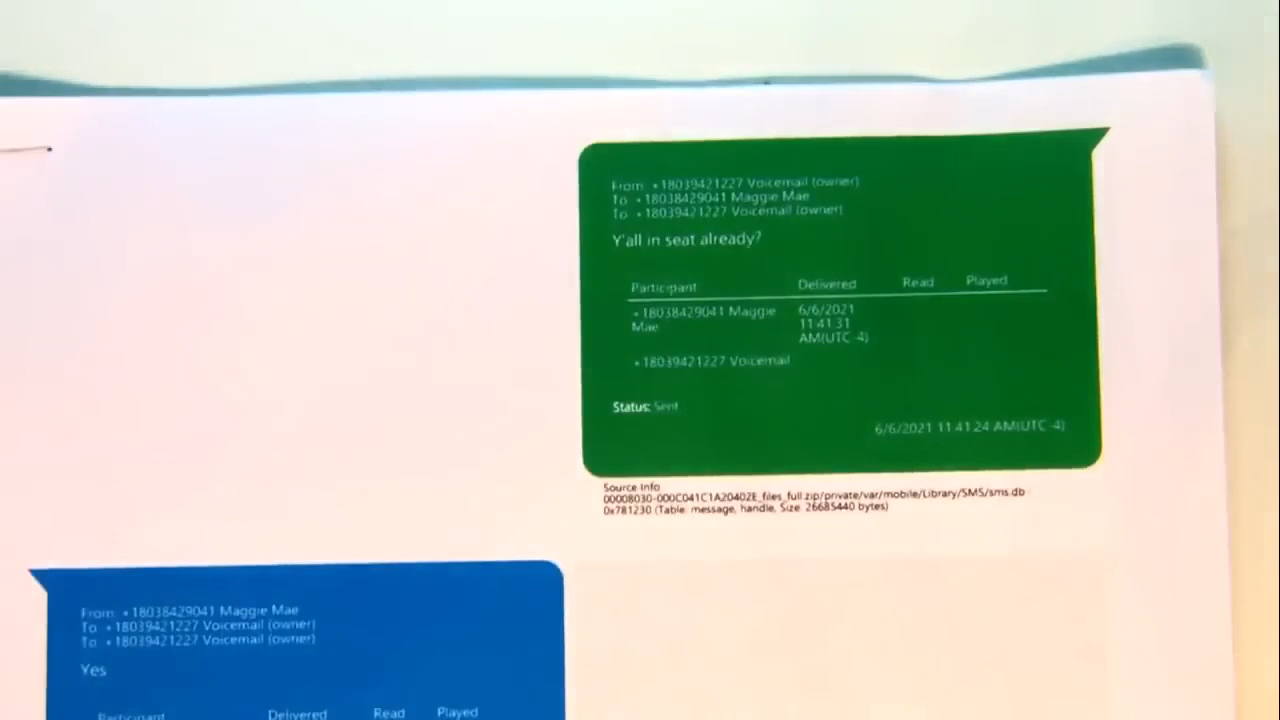 From: +18039421227 Voicemail (owner)
To: +18038429041 Maggie Mae
To: +18039421227 Voicemail (owner)
Y'all in seat already?
Participant Delivered Read Played
+18038429041 Maggie 6/6/2021
Mae 11:41:31
AM(UTC-4)
+18039421227 Voicemail
Status: Sent
6/6/2021 11:41:24 AM(UTC-4)
Source Info
00008030-000C041C1A20402E_files_full.zip/private/var/mobile/Library/SMS/sms.db
0x781230 (Table: message, handle, Size: 26685440 bytes)
From: +18038429041 Maggie Mae
To: +18039421227 Voicemail (owner)
To: +18039421227 Voicemail (owner)
Yes
Participant Delivered Read Played